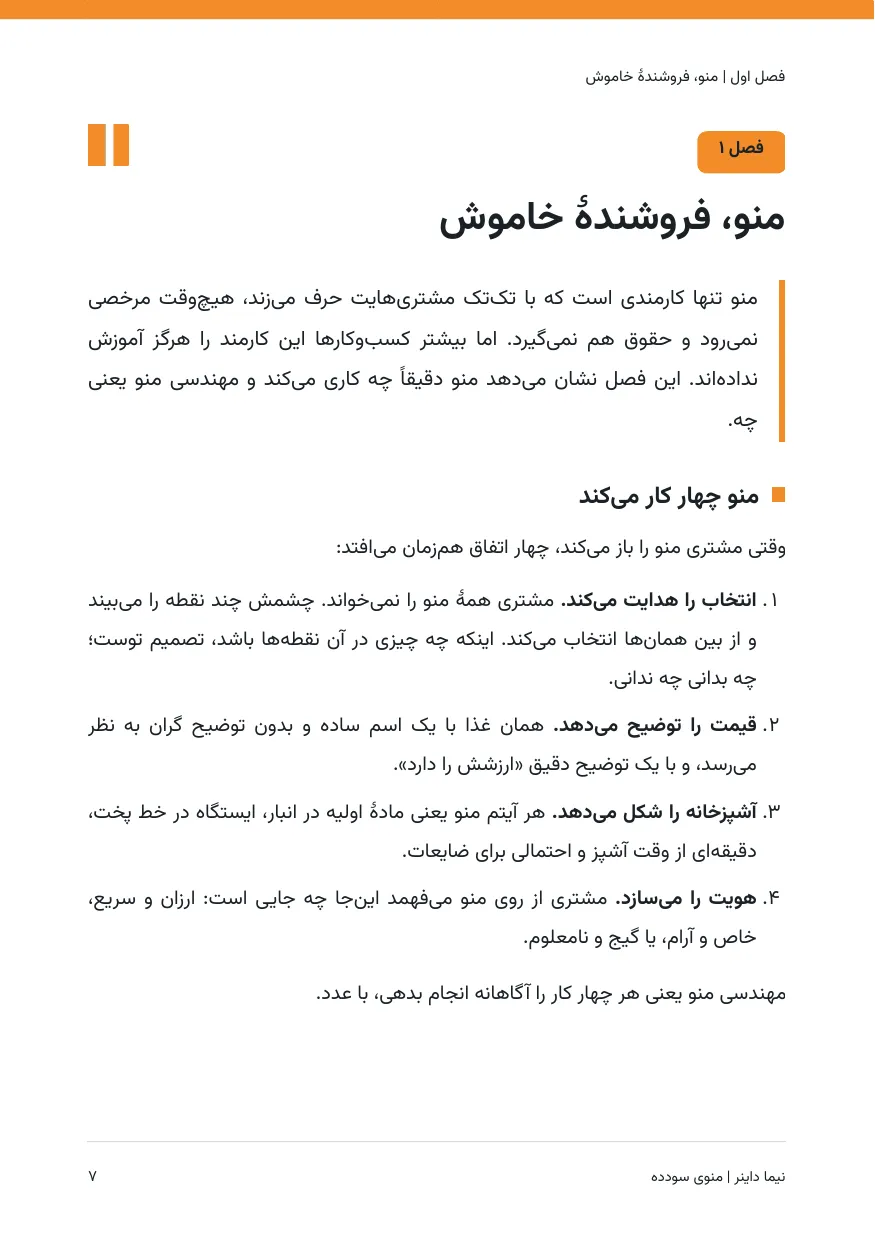 فصل اول | منو، فروشندهٔ خاموش
فصل ۱
منو، فروشندهٔ خاموش
منو تنها کارمندی است که با تک‌تک مشتری‌هایت حرف می‌زند، هیچ‌وقت مرخصی
نمی‌رود و حقوق هم نمی‌گیرد. اما بیشتر کسب‌وکارها این کارمند را هرگز آموزش
نداده‌اند. این فصل نشان می‌دهد منو دقیقاً چه کاری می‌کند و مهندسی منو یعنی
چه.
منو چهار کار می‌کند
وقتی مشتری منو را باز می‌کند، چهار اتفاق هم‌زمان می‌افتد:
۱. انتخاب را هدایت می‌کند. مشتری همهٔ منو را نمی‌خواند. چشمش چند نقطه را می‌بیند
و از بین همان‌ها انتخاب می‌کند. اینکه چه چیزی در آن نقطه‌ها باشد، تصمیم توست؛
چه بدانی چه ندانی.
۲. قیمت را توضیح می‌دهد. همان غذا با یک اسم ساده و بدون توضیح گران به نظر
می‌رسد، و با یک توضیح دقیق «ارزشش را دارد».
۳. آشپزخانه را شکل می‌دهد. هر آیتم منو یعنی مادهٔ اولیه در انبار، ایستگاه در خط پخت،
دقیقه‌ای از وقت آشپز و احتمالی برای ضایعات.
۴. هویت را می‌سازد. مشتری از روی منو می‌فهمد این‌جا چه جایی است: ارزان و سریع،
خاص و آرام، یا گیج و نامعلوم.
مهندسی منو یعنی هر چهار کار را آگاهانه انجام بدهی، با عدد.
نیما داینر | منوی سودده
۷